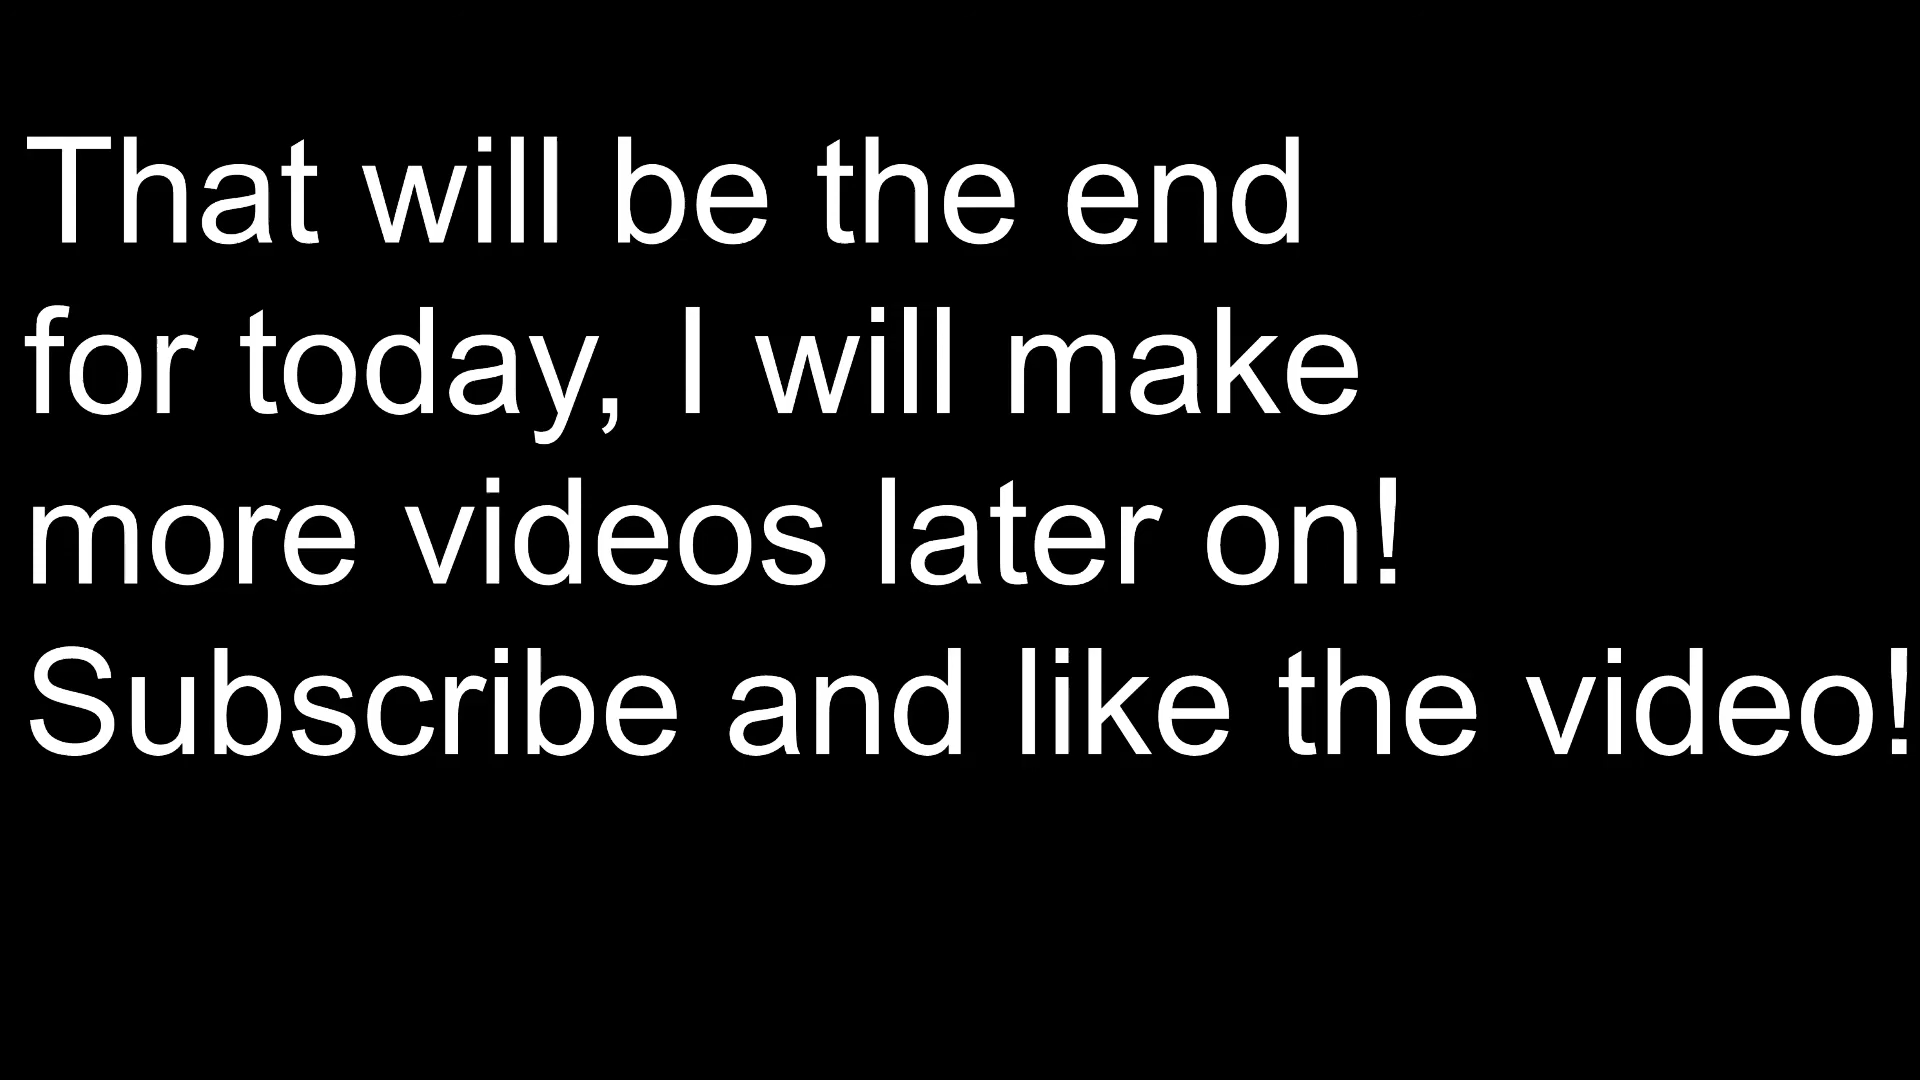 That will be the end
for today, I will make
more videos later on!
Subscribe and like the video!